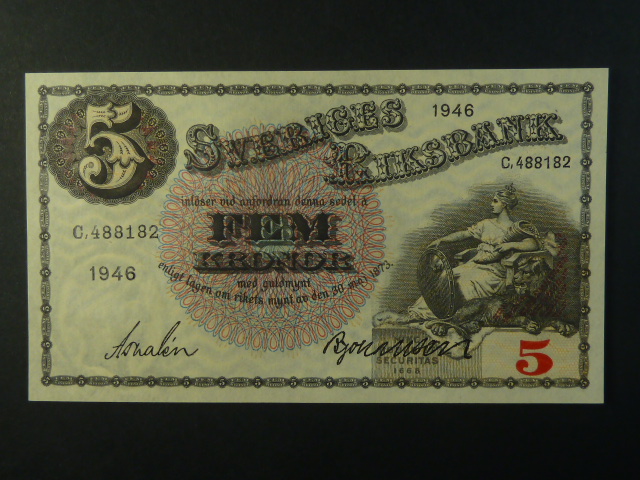 5
SVERIGES
RIKSBANK
1946
C,488182
inlöser vid anfordran denna sedel å
FEM
KRONOR
med guldmynt
enligt lagen om rikets mynt av den 30 maj 1873.
C,488182
1946
SECURITAS
1668
5